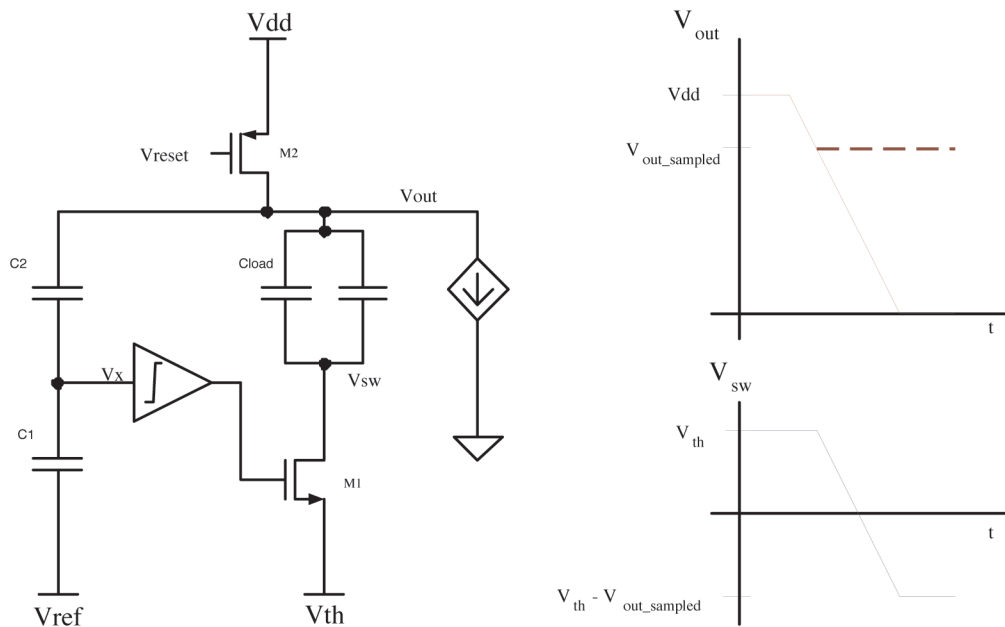 Vdd
Vreset
M2
Vout
C2
Cload
Vx
Vsw
C1
M1
Vref
Vth
V out
Vdd
V out_sampled
t
V sw
V th
t
V th - V out_sampled